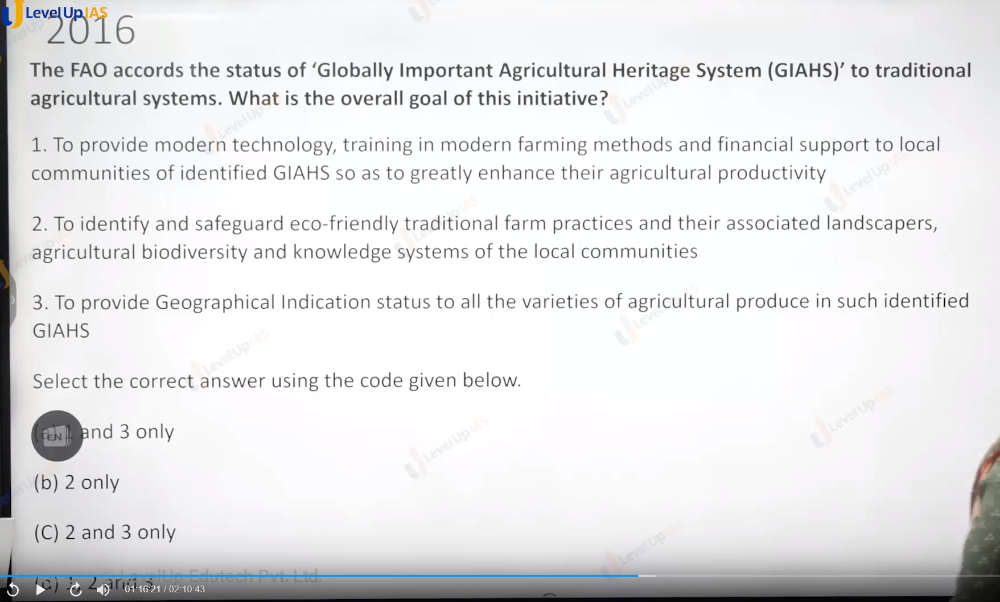 LevelUp IAS
2016
The FAO accords the status of ‘Globally Important Agricultural Heritage System (GIAHS)’ to traditional
agricultural systems. What is the overall goal of this initiative?
1. To provide modern technology, training in modern farming methods and financial support to local
communities of identified GIAHS so as to greatly enhance their agricultural productivity
2. To identify and safeguard eco-friendly traditional farm practices and their associated landscapers,
agricultural biodiversity and knowledge systems of the local communities
3. To provide Geographical Indication status to all the varieties of agricultural produce in such identified
GIAHS
Select the correct answer using the code given below.
(a) 1 and 3 only
EN
(b) 2 only
(C) 2 and 3 only
LevelUp Edutech Pvt. Ltd.
(d) 1, 2 and 3
01:16:21 / 02:10:43